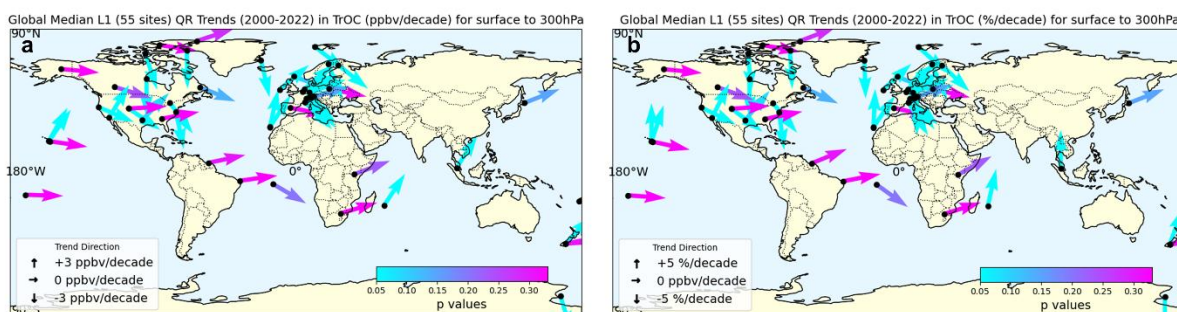 Global Median L1 (55 sites) QR Trends (2000-2022) in TrOC (ppbv/decade) for surface to 300hPa
90°N
a
180°W
0°
Trend Direction
+3 ppbv/decade
0 ppbv/decade
-3 ppbv/decade
0.05 0.10 0.15 0.20 0.25 0.30
p values
90°S
Global Median L1 (55 sites) QR Trends (2000-2022) in TrOC (%/decade) for surface to 300hPa
90°N
b
180°W
0°
Trend Direction
+5 %/decade
0 ppbv/decade
-5 %/decade
0.05 0.10 0.15 0.20 0.25 0.30
p values
90°S